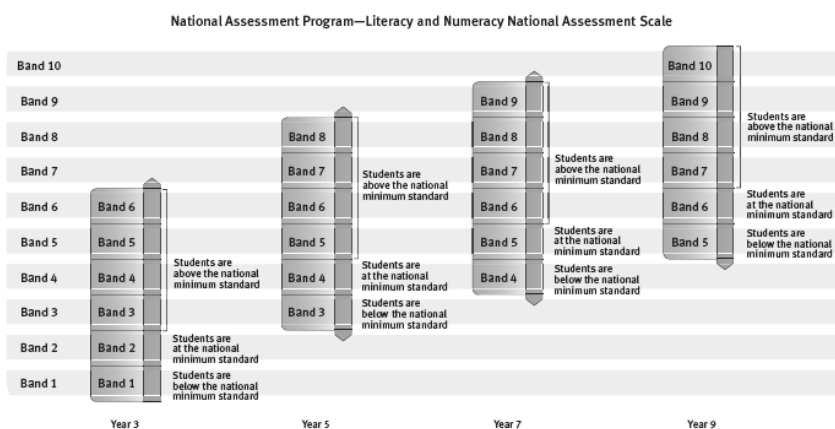 National Assessment Program—Literacy and Numeracy National Assessment Scale
Band 10
Band 9
Band 8
Band 7
Band 6
Band 5
Band 4
Band 3
Band 2
Band 1
Band 6
Band 5
Band 4
Band 3
Band 2
Band 1
Students are
above the national
minimum standard
Students are
at the national
minimum standard
Students are
below the national
minimum standard
Year 3
Band 8
Band 7
Band 6
Band 5
Band 4
Band 3
Students are
above the national
minimum standard
Students are
at the national
minimum standard
Students are
below the national
minimum standard
Year 5
Band 9
Band 8
Band 7
Band 6
Band 5
Band 4
Students are
above the national
minimum standard
Students are
at the national
minimum standard
Students are
below the national
minimum standard
Year 7
Band 10
Band 9
Band 8
Band 7
Band 6
Band 5
Students are
above the national
minimum standard
Students are
at the national
minimum standard
Students are
below the national
minimum standard
Year 9